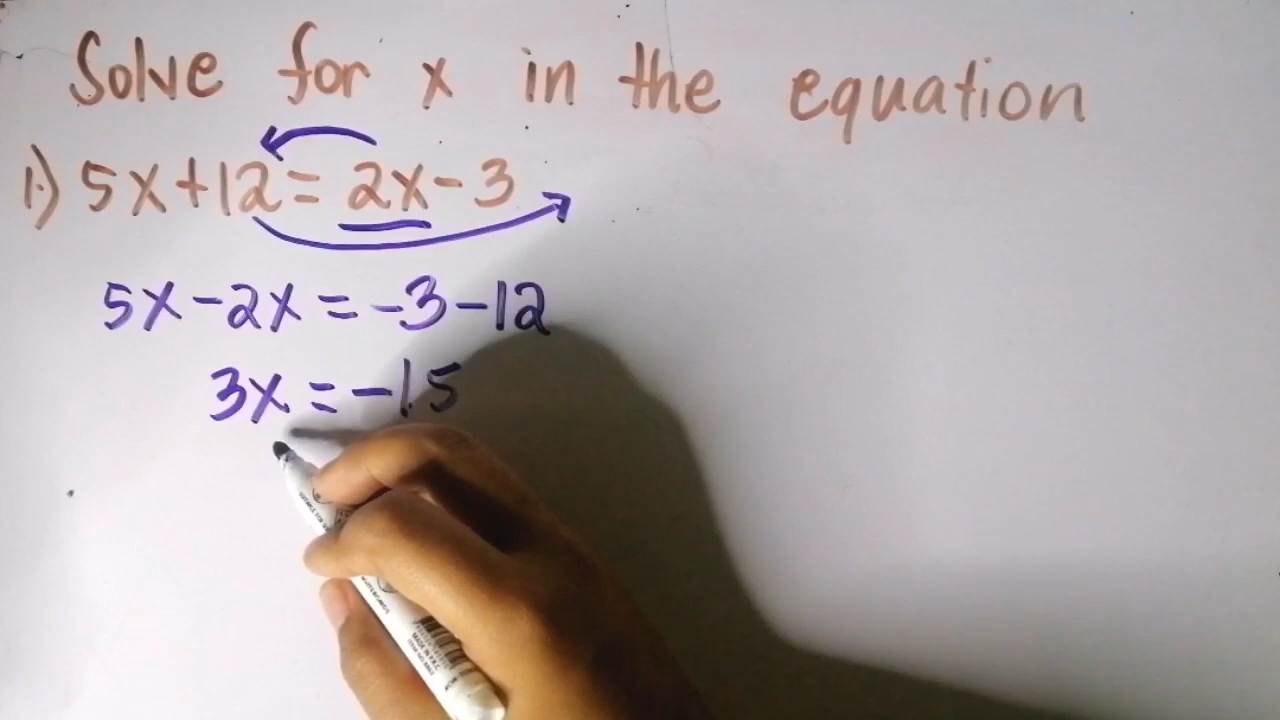 Solve for x in the equation
1.) 5x+12 = 2x-3
5x-2x = -3-12
3x = -15